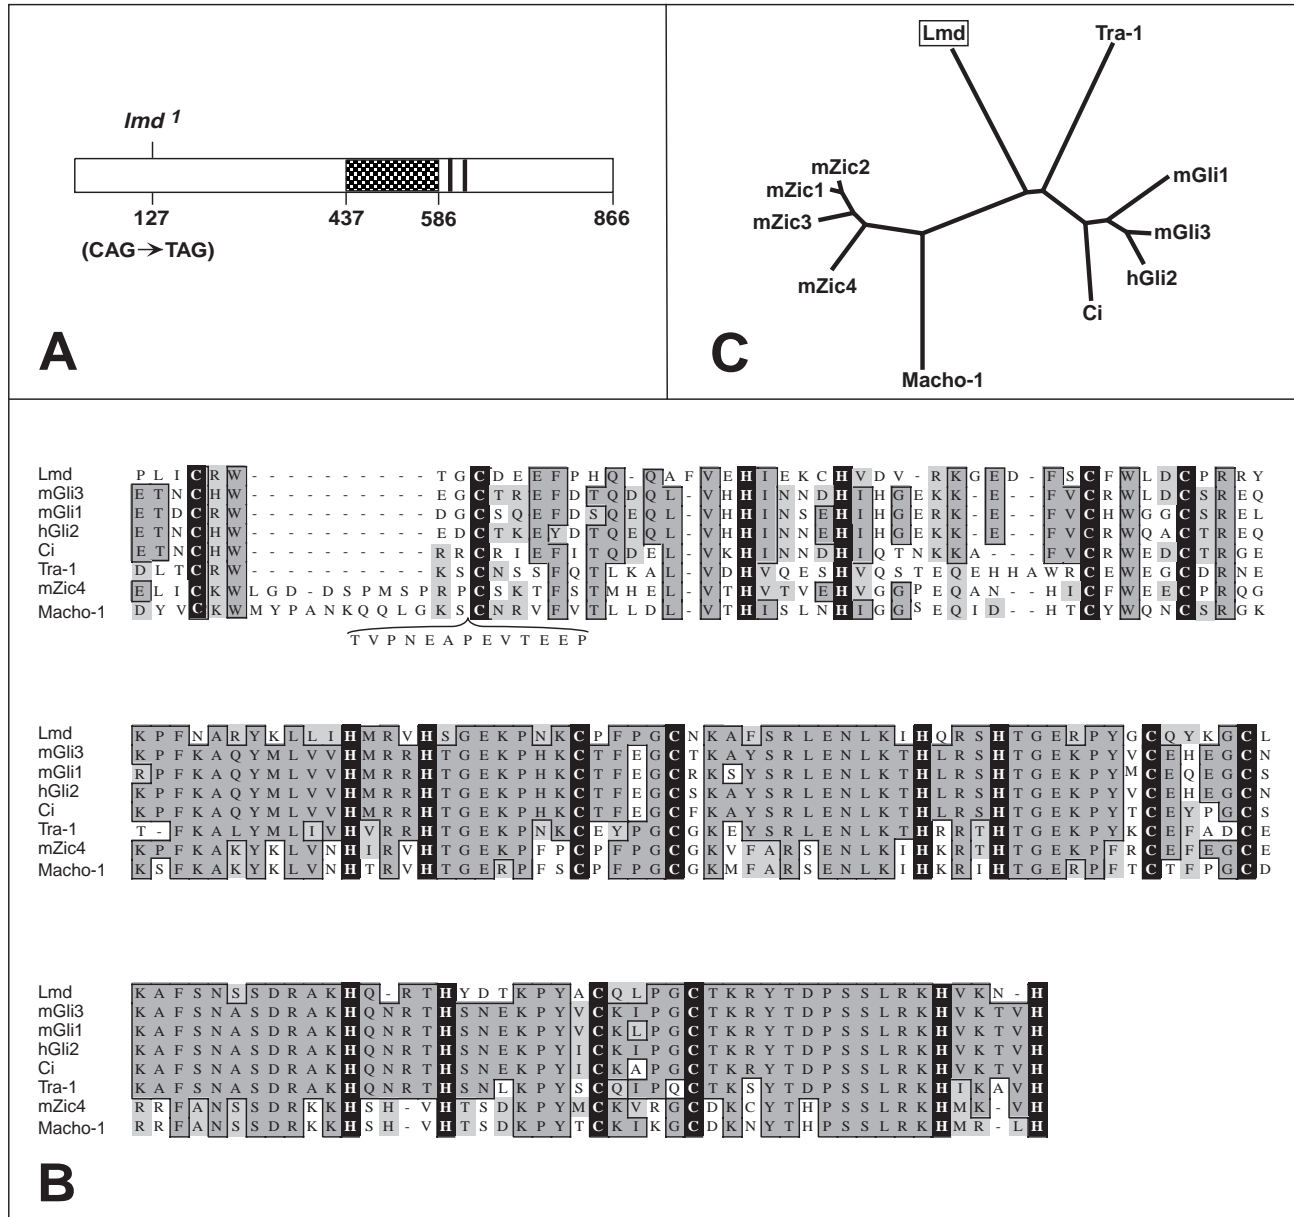 A
lmd 1
127
437
586
866
(CAG→TAG)
C
Lmd
Tra-1
mZic2
mZic1
mZic3
mZic4
mGli1
mGli3
hGli2
Ci
Macho-1
Lmd P L I C R W - - - - - - - - - - T G C D E E F P H Q - Q A F V E H I E K C H V D V - R K G E D - F S C F W L D C P R R Y
mGli3 E T N C H W - - - - - - - - - - E G C T R E F D T Q D Q L - V H H I N N D H I H G E K K - E - - F V C R W L D C S R E Q
mGli1 E T D C R W - - - - - - - - - - D G C S Q E F D S Q E Q L - V H H I N S E H I H G E R K - E - - F V C H W G G C S R E L
hGli2 E T N C H W - - - - - - - - - - E D C T K E Y D T Q E Q L - V H H I N N E H I H G E K K - E - - F V C R W Q A C T R E Q
Ci E T N C H W - - - - - - - - - - R R C R I E F I T Q D E L - V K H I N N D H I Q T N K K A - - - F V C R W E D C T R G E
Tra-1 D L T C R W - - - - - - - - - - K S C N S S F Q T L K A L - V D H V Q E S H V Q S T E Q E H H A W R C E W E G C D R N E
mZic4 E L I C K W L G D - D S P M S P R P C S K T F S T M H E L - V T H V T V E H V G G P E Q A N - - H I C F W E E C P R Q G
Macho-1 D Y V C K W M Y P A N K Q Q L G K S C N R V F V T L L D L - V T H I S L N H I G G S E Q I D - - H T C Y W Q N C S R G K
T V P N E A P E V T E E P
Lmd K P F N A R Y K L L I H M R V H S G E K P N K C P F P G C N K A F S R L E N L K I H Q R S H T G E R P Y G C Q Y K G C L
mGli3 K P F K A Q Y M L V V H M R R H T G E K P H K C T F E G C T K A Y S R L E N L K T H L R S H T G E K P Y V C E H E G C N
mGli1 R P F K A Q Y M L V V H M R R H T G E K P H K C T F E G C R K S Y S R L E N L K T H L R S H T G E K P Y M C E Q E G C S
hGli2 K P F K A Q Y M L V V H M R R H T G E K P H K C T F E G C S K A Y S R L E N L K T H L R S H T G E K P Y V C E H E G C N
Ci K P F K A Q Y M L V V H M R R H T G E K P H K C T F E G C F K A Y S R L E N L K T H L R S H T G E K P Y T C E Y P G C S
Tra-1 T - F K A L Y M L I V H V R R H T G E K P N K C E Y P G C G K E Y S R L E N L K T H R R T H T G E K P Y K C E F A D C E
mZic4 K P F K A K Y K L V N H I R V H T G E K P F P C P F P G C G K V F A R S E N L K I H K R T H T G E K P F R C E F E G C E
Macho-1 K S F K A K Y K L V N H T R V H T G E R P F S C P F P G C G K M F A R S E N L K I H K R I H T G E R P F T C T F P G C D
Lmd K A F S N S S D R A K H Q - R T H Y D T K P Y A C Q L P G C T K R Y T D P S S L R K H V K N - H
mGli3 K A F S N A S D R A K H Q N R T H S N E K P Y V C K I P G C T K R Y T D P S S L R K H V K T V H
mGli1 K A F S N A S D R A K H Q N R T H S N E K P Y V C K L P G C T K R Y T D P S S L R K H V K T V H
hGli2 K A F S N A S D R A K H Q N R T H S N E K P Y I C K I P G C T K R Y T D P S S L R K H V K T V H
Ci K A F S N A S D R A K H Q N R T H S N E K P Y I C K A P G C T K R Y T D P S S L R K H V K T V H
Tra-1 K A F S N A S D R A K H Q N R T H S N L K P Y S C Q I P Q C T K S Y T D P S S L R K H I K A V H
mZic4 R R F A N S S D R K K H S H - V H T S D K P Y M C K V R G C D K C Y T H P S S L R K H M K - V H
Macho-1 R R F A N S S D R K K H S H - V H T S D K P Y T C K I K G C D K N Y T H P S S L R K H M R - L H
B